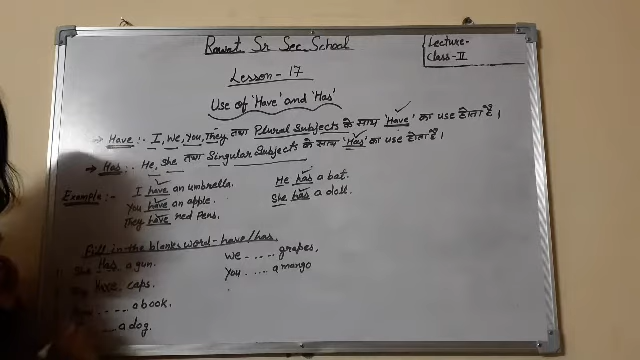 Rawat Sr Sec School
Lecture-
Class-II
Lesson-17
Use of 'Have' and 'Has'
→ Have :- I, We, You, They तथा Plural Subjects के साथ 'Have' का use होता है।
→ Has :- He, She तथा Singular Subjects के साथ 'Has' का use होता है।
Example :-
I have an umbrella.
You have an apple.
They have red pens.
He has a bat.
She has a doll.
Fill in the blanks word - have/has
She Has a gun.
Have caps.
.... a book.
.... a dog.
We ..... grapes,
You ..... a mango